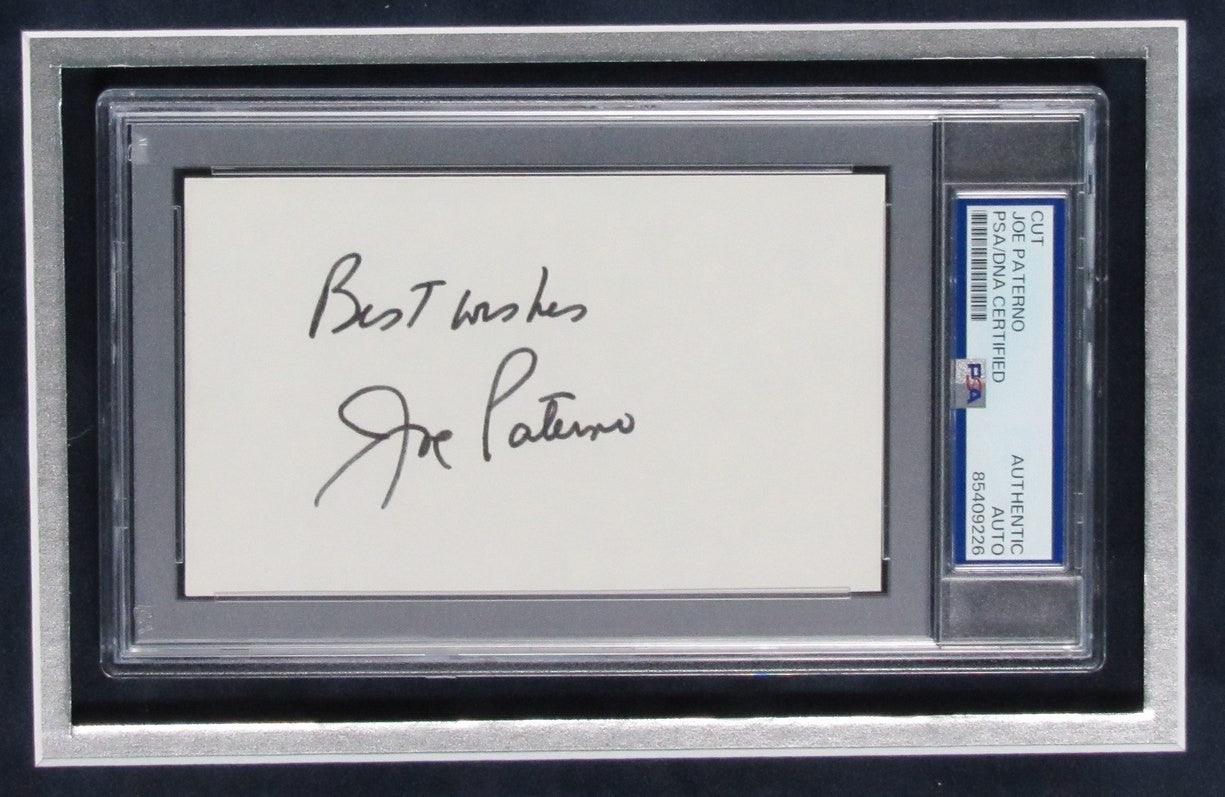 Best wishes
Joe Paterno
CUT
JOE PATERNO
PSA/DNA CERTIFIED
PSA
AUTHENTIC
AUTO
85409226